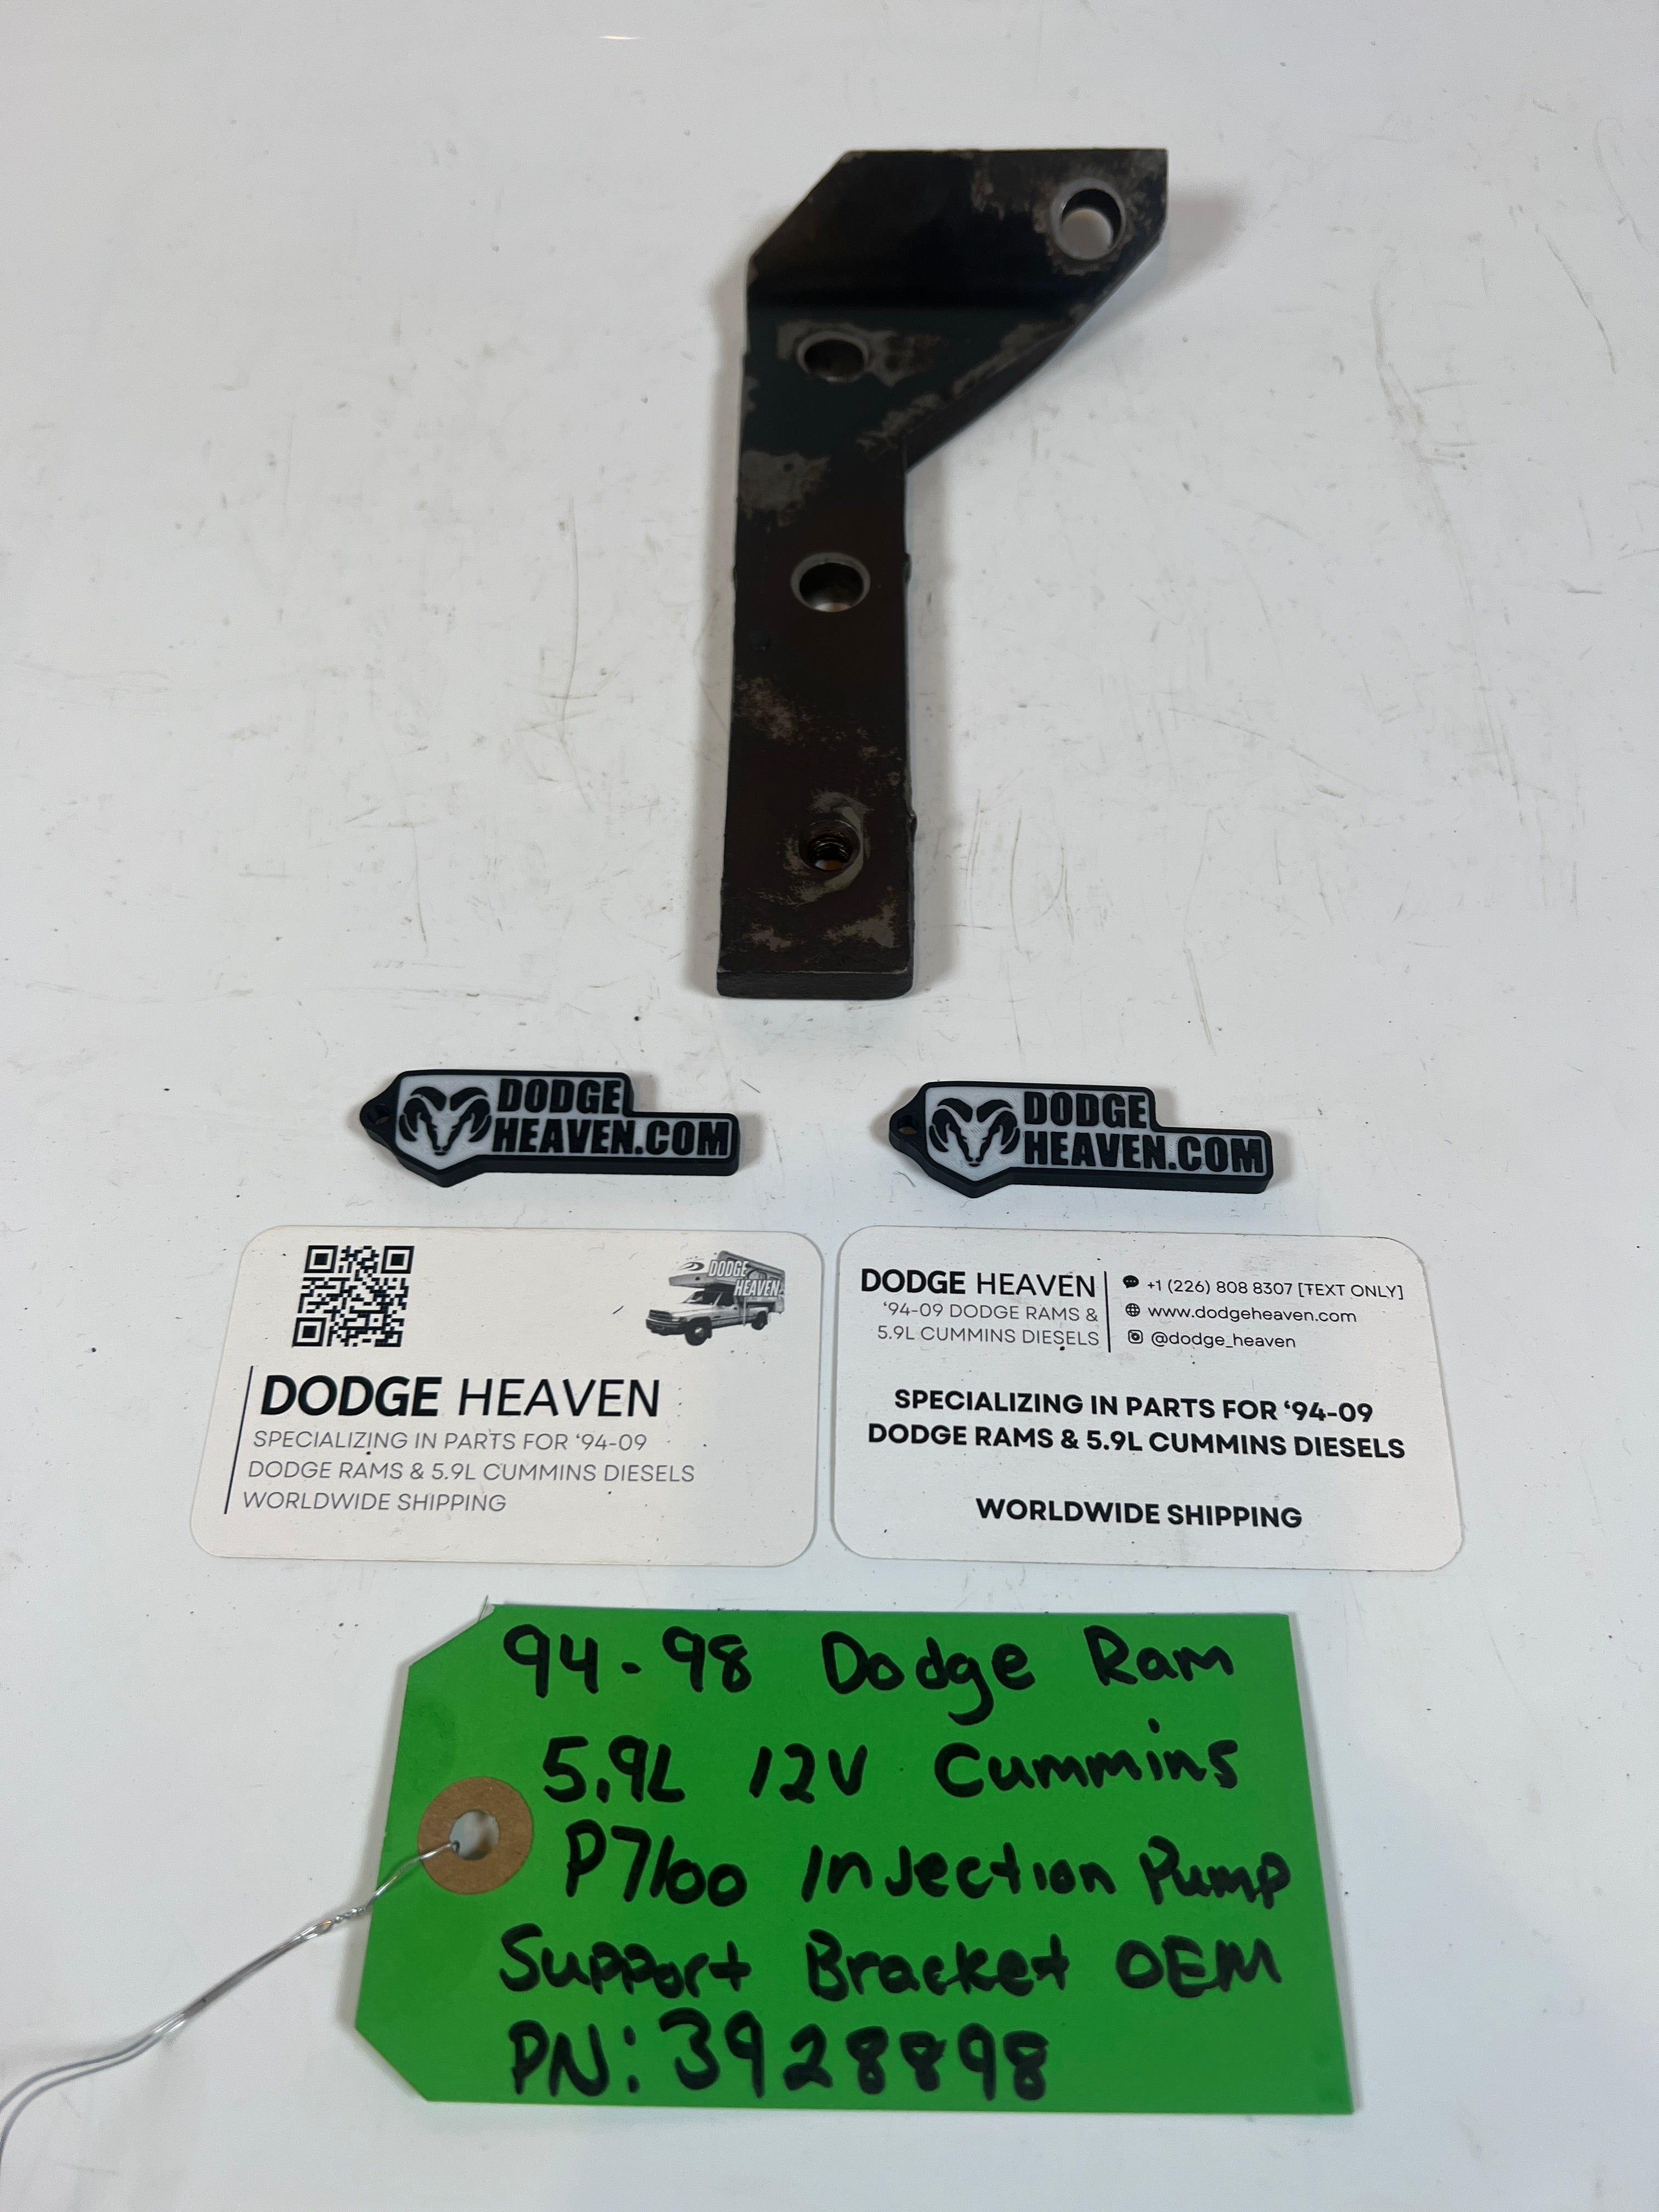 DODGE
HEAVEN.COM
DODGE
HEAVEN.COM
DODGE
HEAVEN
DODGE HEAVEN
SPECIALIZING IN PARTS FOR ‘94-09
DODGE RAMS & 5.9L CUMMINS DIESELS
WORLDWIDE SHIPPING
DODGE HEAVEN
‘94-09 DODGE RAMS &
5.9L CUMMINS DIESELS
+1 (226) 808 8307 [TEXT ONLY]
www.dodgeheaven.com
@dodge_heaven
SPECIALIZING IN PARTS FOR ‘94-09
DODGE RAMS & 5.9L CUMMINS DIESELS
WORLDWIDE SHIPPING
94-98 Dodge Ram
5.9L 12V Cummins
P7100 Injection Pump
Support Bracket OEM
PN: 3928898